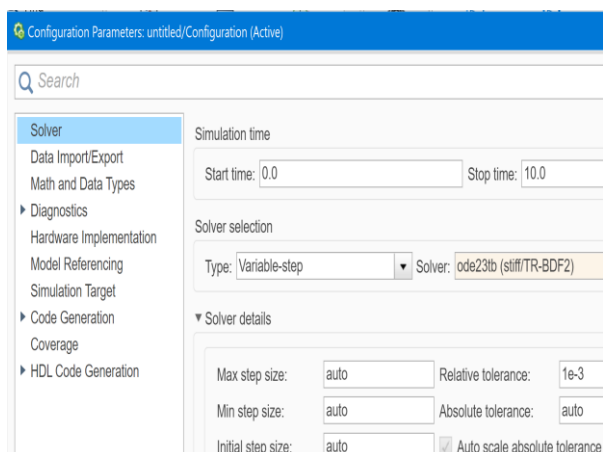 Configuration Parameters: untitled/Configuration (Active)
Search
Solver
Data Import/Export
Math and Data Types
Diagnostics
Hardware Implementation
Model Referencing
Simulation Target
Code Generation
Coverage
HDL Code Generation
Simulation time
Start time: 0.0 Stop time: 10.0
Solver selection
Type: Variable-step Solver: ode23tb (stiff/TR-BDF2)
Solver details
Max step size: auto Relative tolerance: 1e-3
Min step size: auto Absolute tolerance: auto
Initial step size: auto Auto scale absolute tolerance